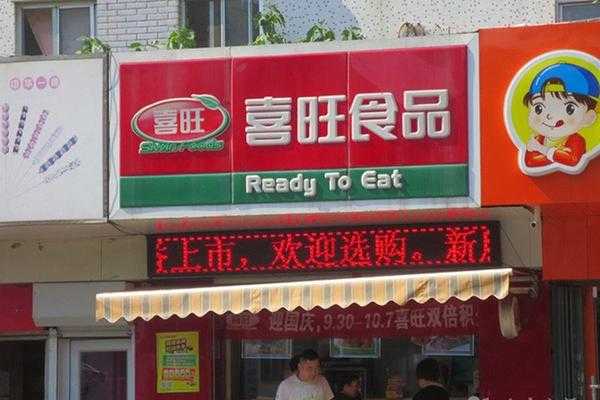 喜旺
喜旺食品
Ready To Eat
上市，欢迎选购。新
迎国庆，9.30-10.7喜旺双倍积